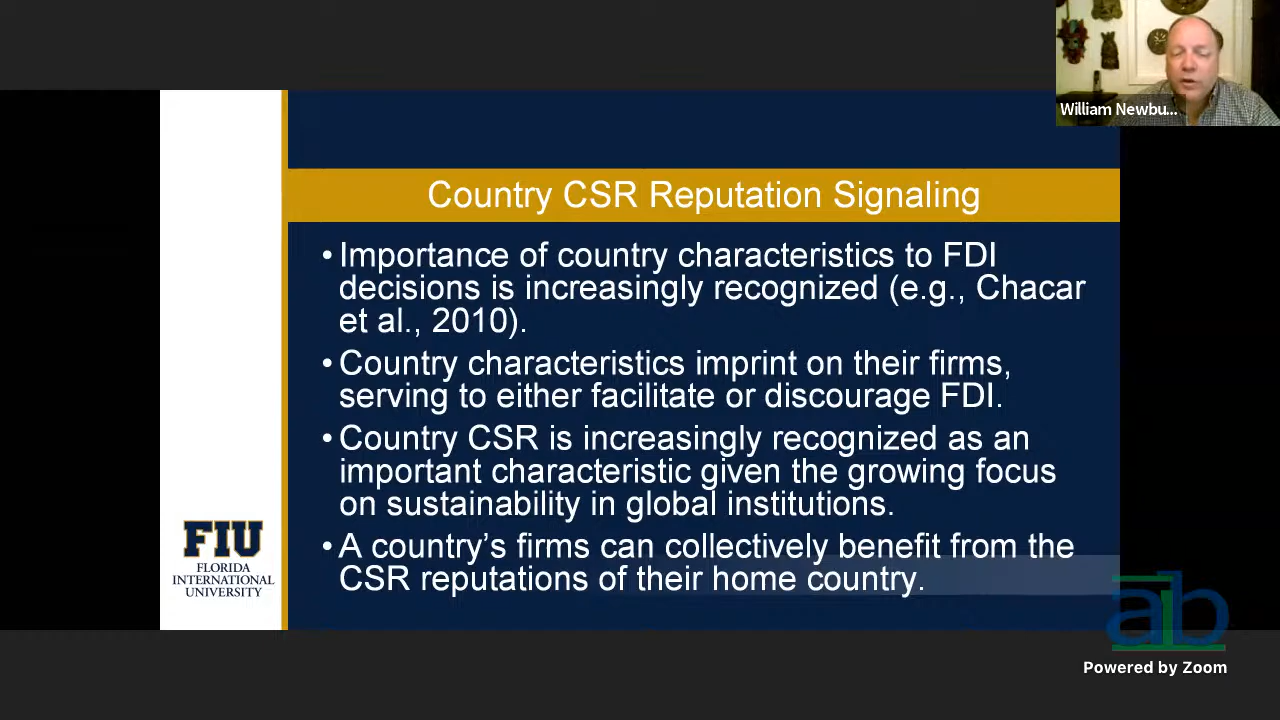 William Newbu...
Country CSR Reputation Signaling
• Importance of country characteristics to FDI
decisions is increasingly recognized (e.g., Chacar
et al., 2010).
• Country characteristics imprint on their firms,
serving to either facilitate or discourage FDI.
• Country CSR is increasingly recognized as an
important characteristic given the growing focus
on sustainability in global institutions.
• A country’s firms can collectively benefit from the
CSR reputations of their home country.
FIU
FLORIDA
INTERNATIONAL
UNIVERSITY
aib
Powered by Zoom